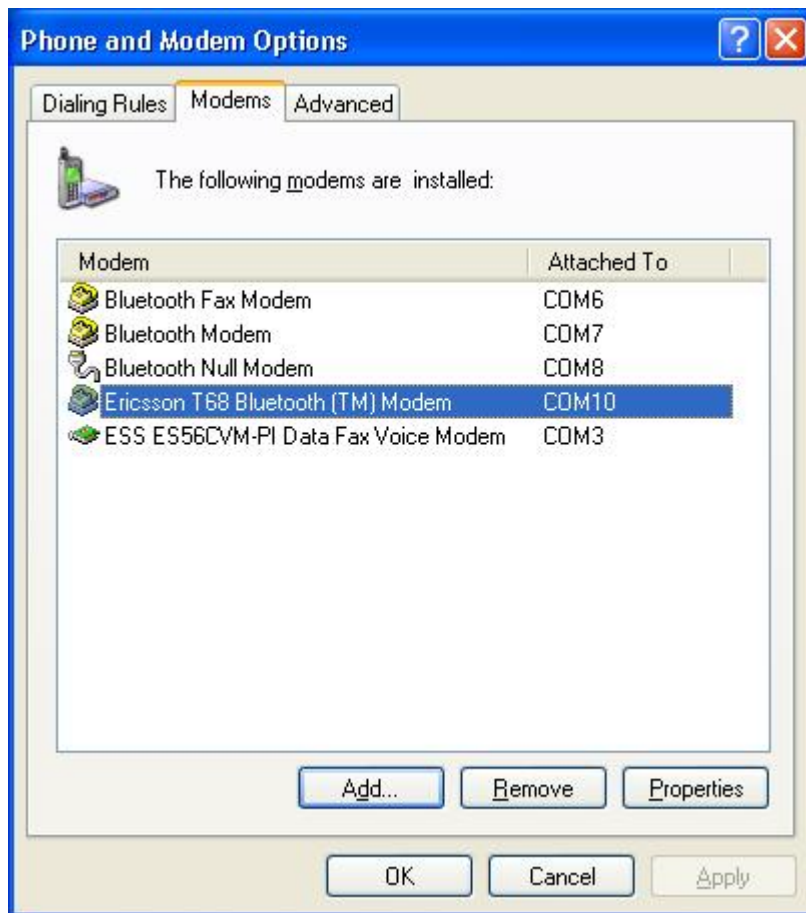 Phone and Modem Options
Dialing Rules Modems Advanced
The following modems are installed:
Modem Attached To
Bluetooth Fax Modem COM6
Bluetooth Modem COM7
Bluetooth Null Modem COM8
Ericsson T68 Bluetooth (TM) Modem COM10
ESS ES56CVM-PI Data Fax Voice Modem COM3
Add... Remove Properties
OK Cancel Apply